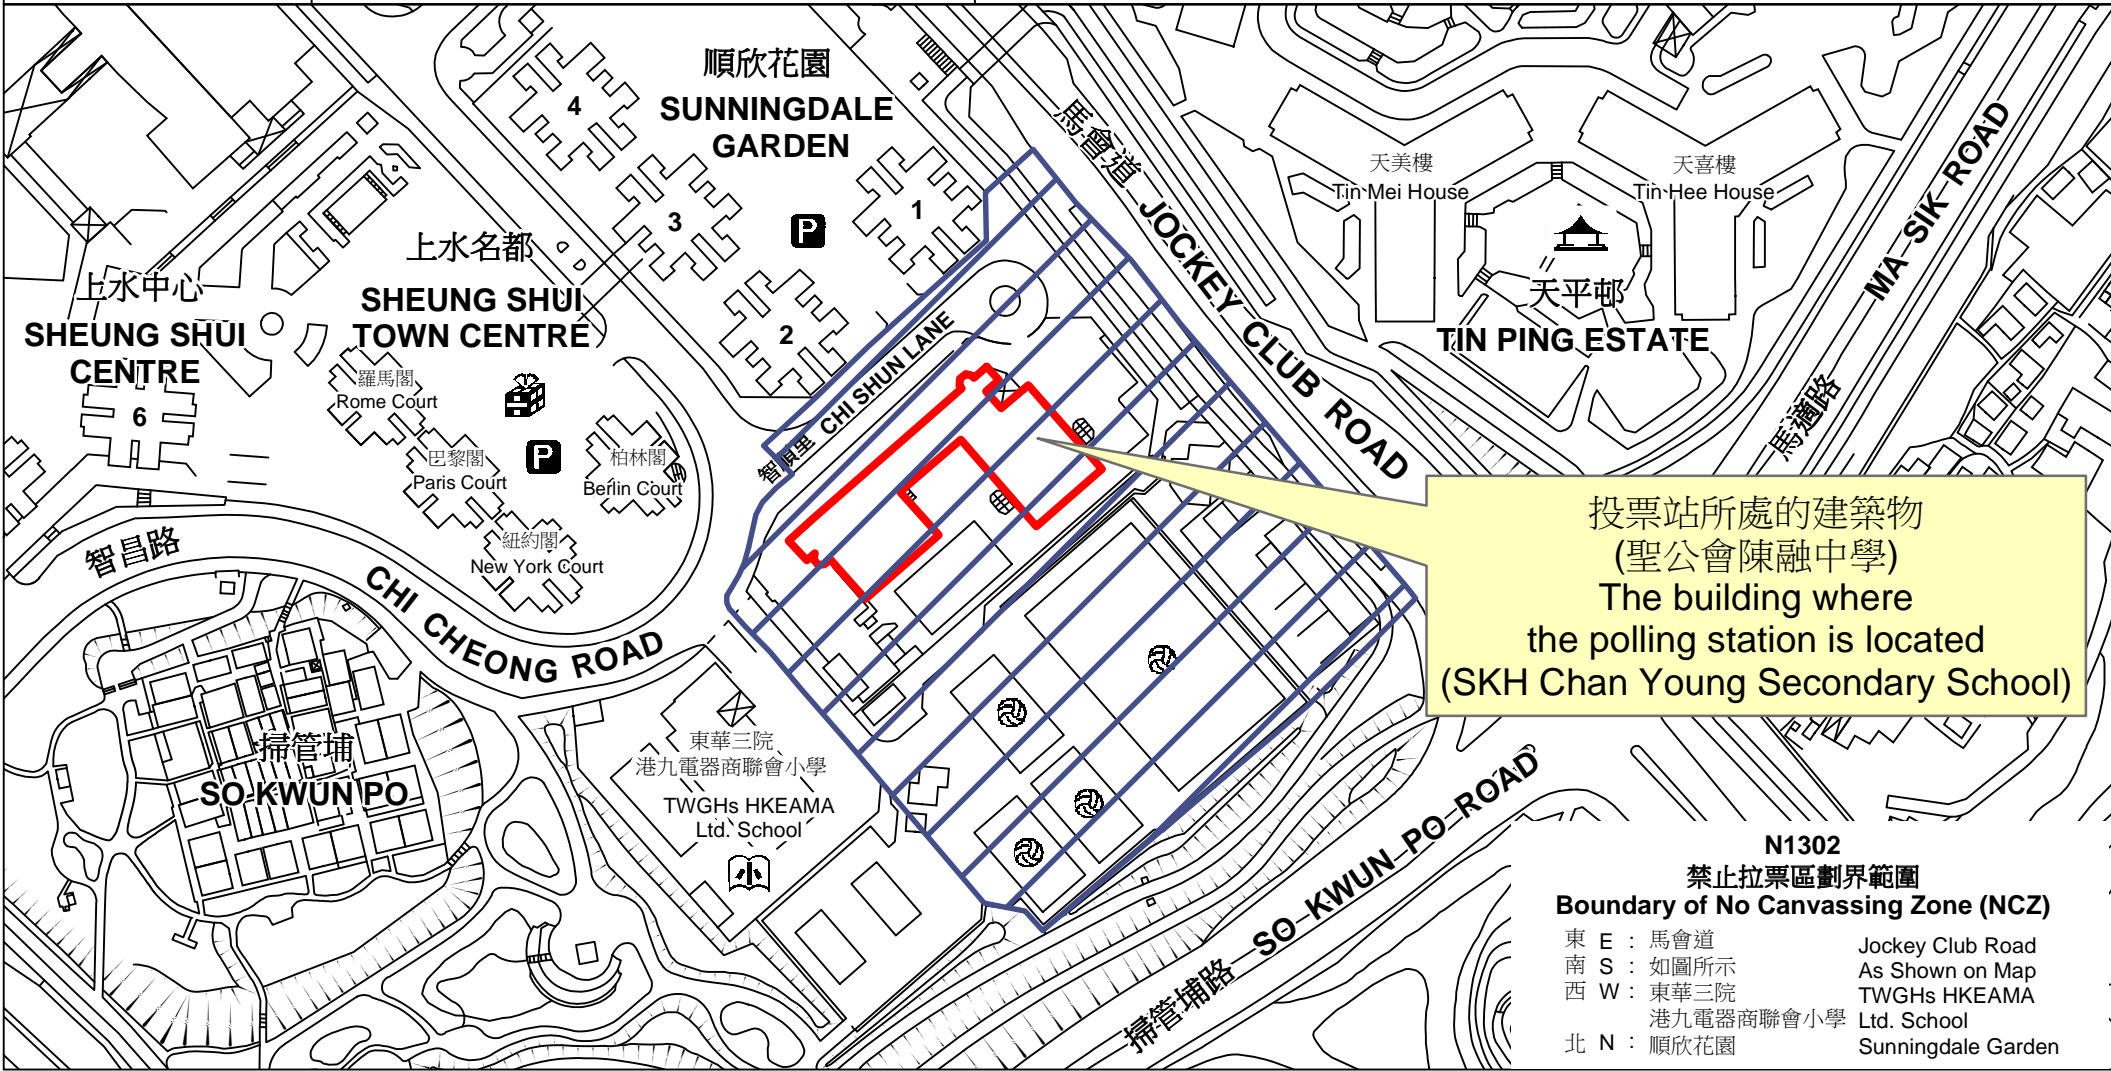 順欣花園
SUNNINGDALE
GARDEN
4
3
2
1
P
上水名都
SHEUNG SHUI
TOWN CENTRE
上水中心
SHEUNG SHUI
CENTRE
6
羅馬閣
Rome Court
巴黎閣
Paris Court
P
柏林閣
Berlin Court
紐約閣
New York Court
智昌路
CHI CHEONG ROAD
智順里 CHI SHUN LANE
馬會道 JOCKEY CLUB ROAD
天美樓
Tin Mei House
天喜樓
Tin Hee House
天平邨
TIN PING ESTATE
MA SIK ROAD
馬適路
掃管埔
SO KWUN PO
東華三院
港九電器商聯會小學
TWGHs HKEAMA
Ltd. School
小
掃管埔路 SO KWUN PO ROAD
投票站所處的建築物
(聖公會陳融中學)
The building where
the polling station is located
(SKH Chan Young Secondary School)
N1302
禁止拉票區劃界範圍
Boundary of No Canvassing Zone (NCZ)
東 E : 馬會道 Jockey Club Road
南 S : 如圖所示 As Shown on Map
西 W : 東華三院 TWGHs HKEAMA
港九電器商聯會小學 Ltd. School
北 N : 順欣花園 Sunningdale Garden